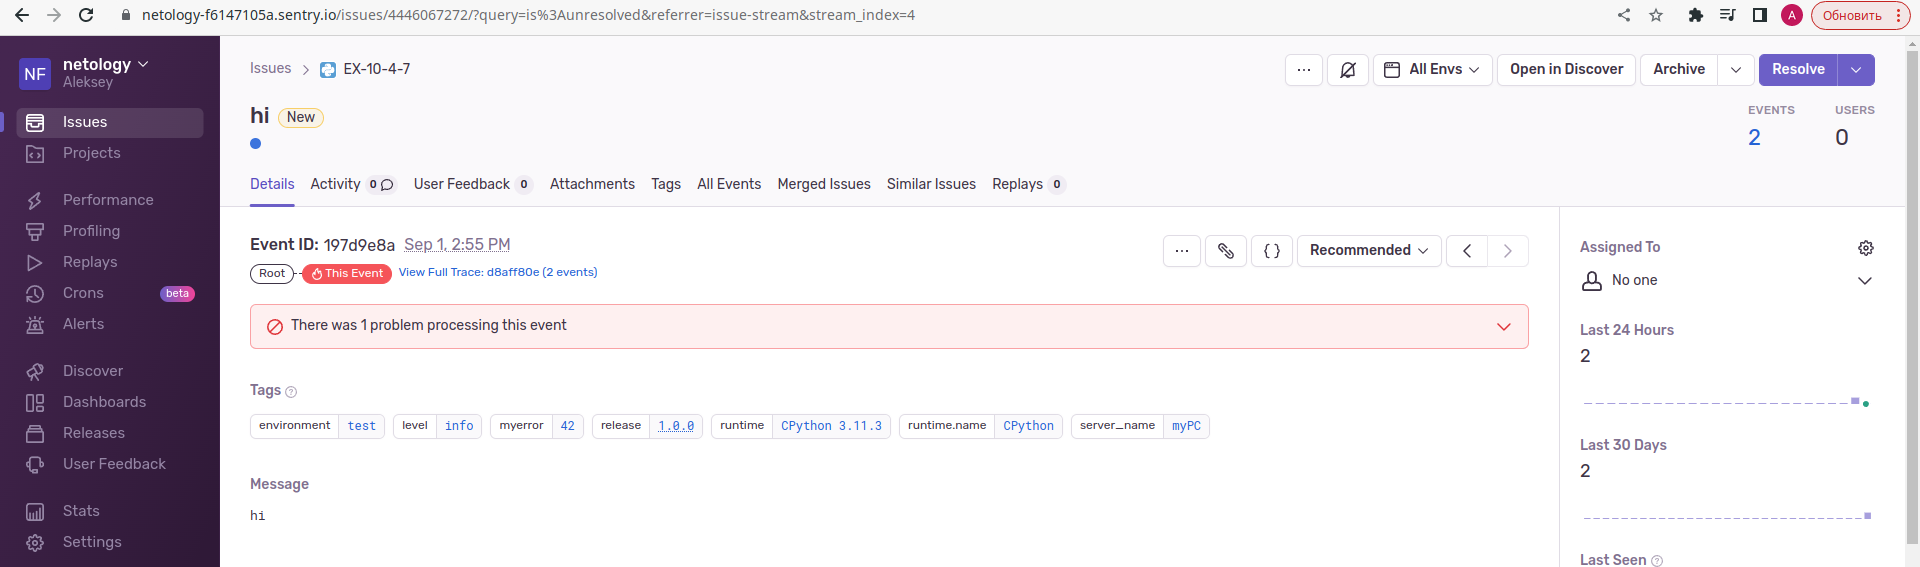 netology-f6147105a.sentry.io/issues/4446067272/?query=is%3Aunresolved&referrer=issue-stream&stream_index=4
A
Обновить
NF
netology
Aleksey
Issues
Projects
Performance
Profiling
Replays
Crons beta
Alerts
Discover
Dashboards
Releases
User Feedback
Stats
Settings
Issues > EX-10-4-7
... All Envs Open in Discover Archive Resolve
hi New
EVENTS USERS
2 0
Details Activity 0 User Feedback 0 Attachments Tags All Events Merged Issues Similar Issues Replays 0
Event ID: 197d9e8a Sep 1, 2:55 PM
Root This Event View Full Trace: d8aff80e (2 events)
... {} Recommended < >
There was 1 problem processing this event
Tags ?
environment test level info myerror 42 release 1.0.0 runtime CPython 3.11.3 runtime.name CPython server_name myPC
Message
hi
Assigned To
No one
Last 24 Hours
2
Last 30 Days
2
Last Seen ?